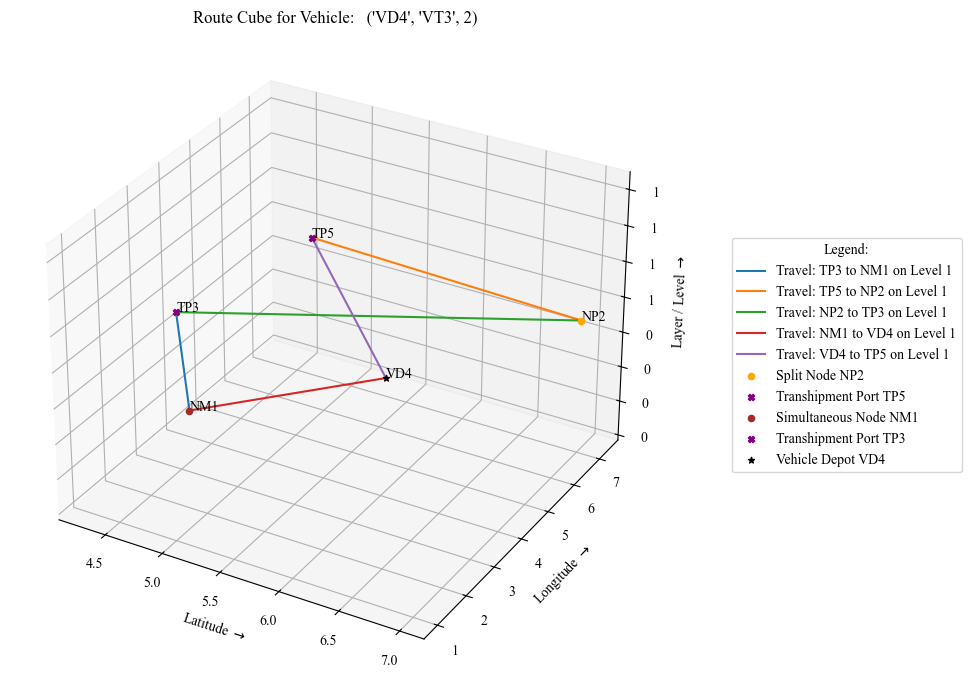 Route Cube for Vehicle:   ('VD4', 'VT3', 2)
TP5
TP3
NP2
VD4
NM1
1
1
1
1
0
0
0
0
Layer / Level →
7
6
5
4
3
2
1
Longitude →
4.5
5.0
5.5
6.0
6.5
7.0
Latitude →
Legend:
Travel: TP3 to NM1 on Level 1
Travel: TP5 to NP2 on Level 1
Travel: NP2 to TP3 on Level 1
Travel: NM1 to VD4 on Level 1
Travel: VD4 to TP5 on Level 1
Split Node NP2
Transhipment Port TP5
Simultaneous Node NM1
Transhipment Port TP3
Vehicle Depot VD4